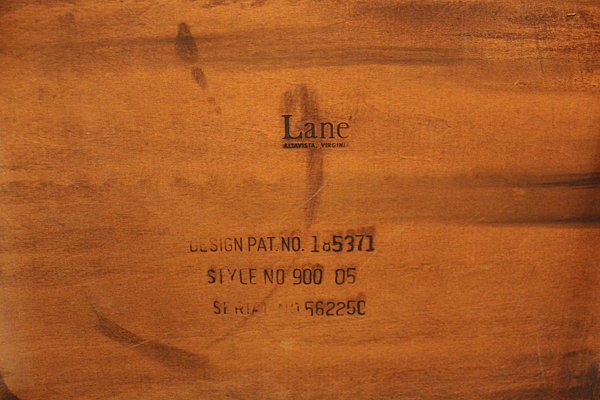 Lane
ALTAVISTA, VIRGINIA
DESIGN PAT. NO. 185371
STYLE NO 900 05
SERIAL NO 562250